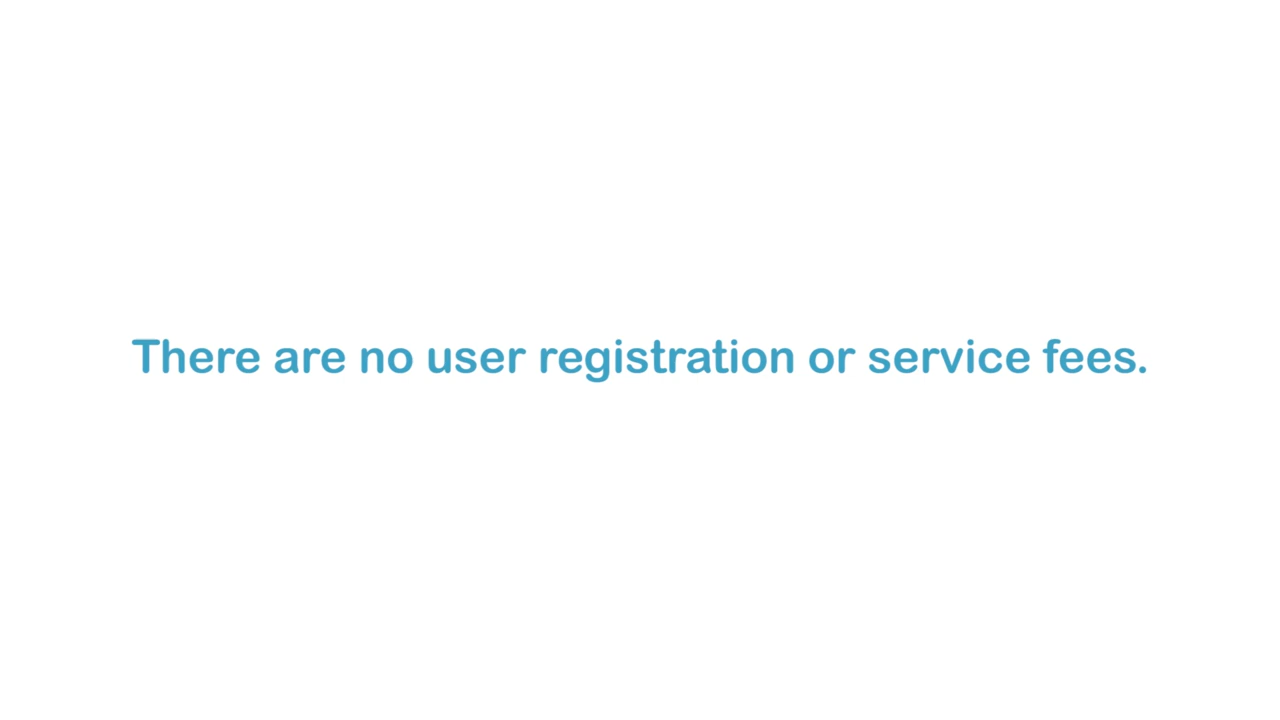 There are no user registration or service fees.